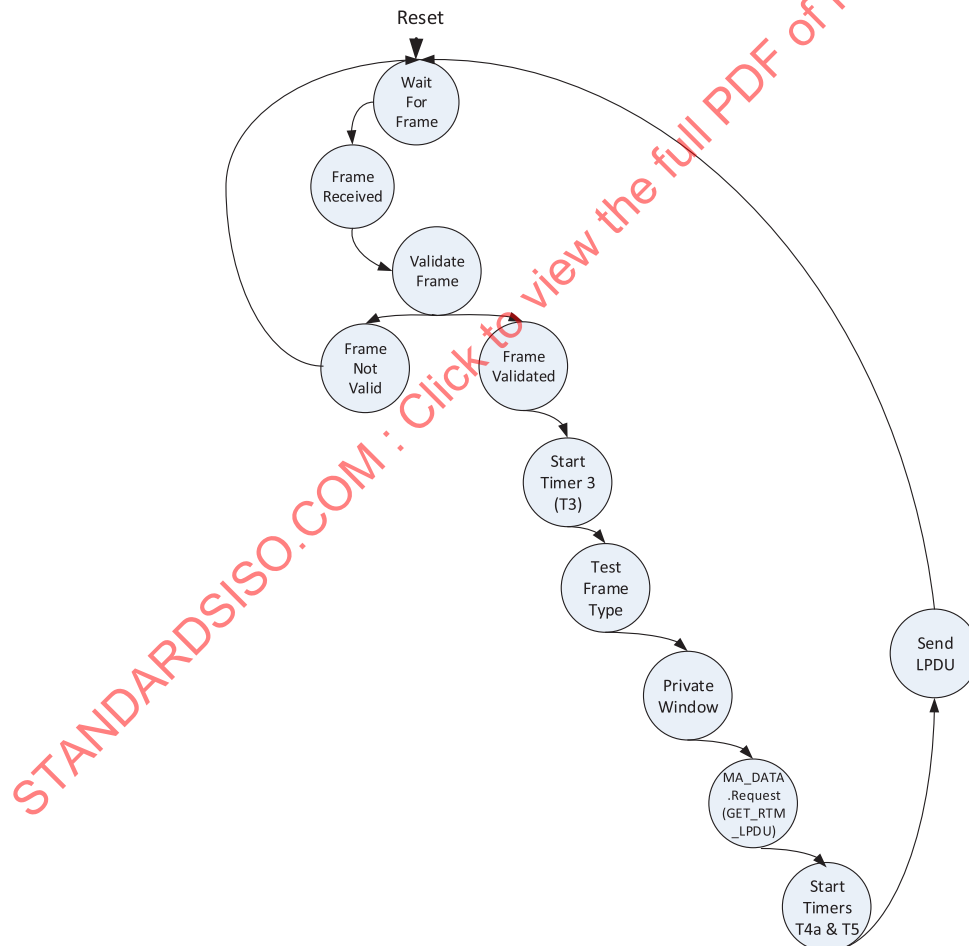 Reset
Wait
For
Frame
Frame
Received
Validate
Frame
Frame
Not
Valid
Frame
Validated
Start
Timer 3
(T3)
Test
Frame
Type
Private
Window
Send
LPDU
MA_DATA
.Request
(GET_RTM
_LPDU)
Start
Timers
T4a & T5
STANDARDSISO.COM : Click to view the full PDF of